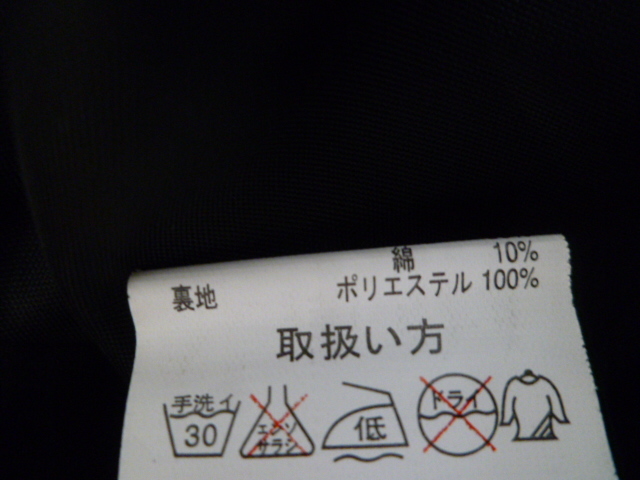 綿 10%
裏地 ポリエステル 100%
取扱い方
手洗イ
30
エンソ
サラシ
低
ドライ